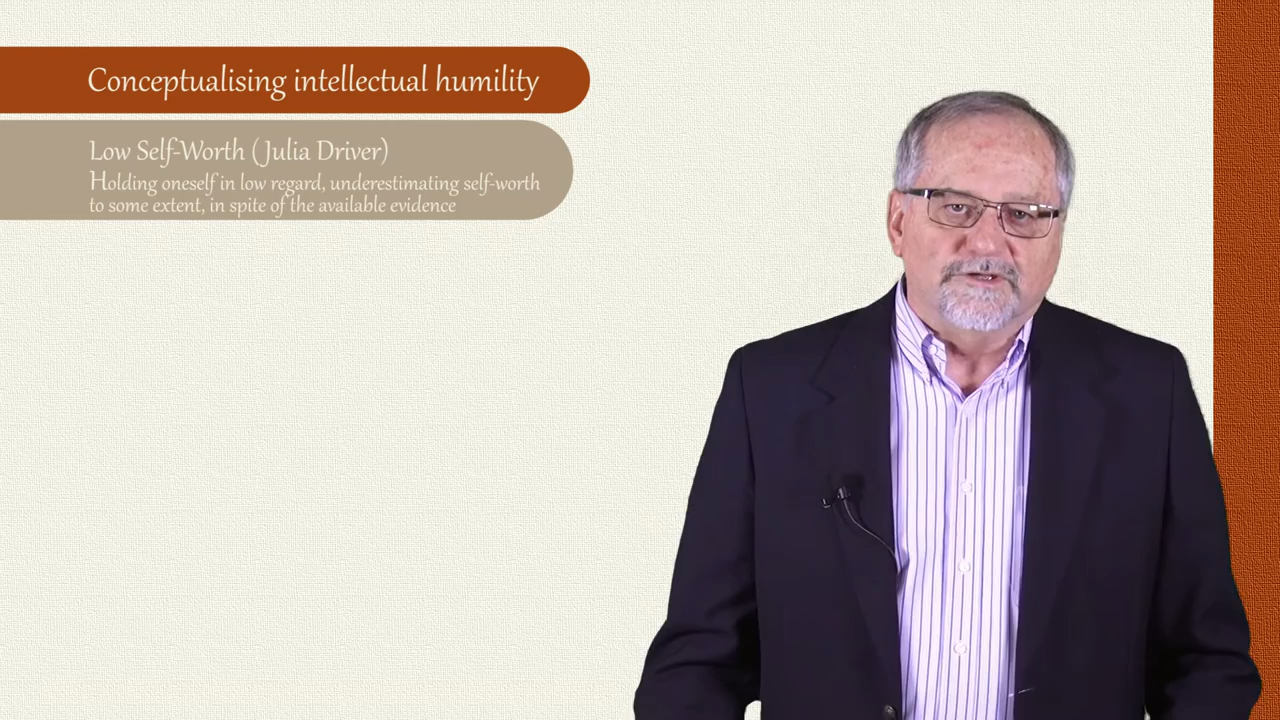 Conceptualising intellectual humility
Low Self-Worth (Julia Driver)
Holding oneself in low regard, underestimating self-worth
to some extent, in spite of the available evidence